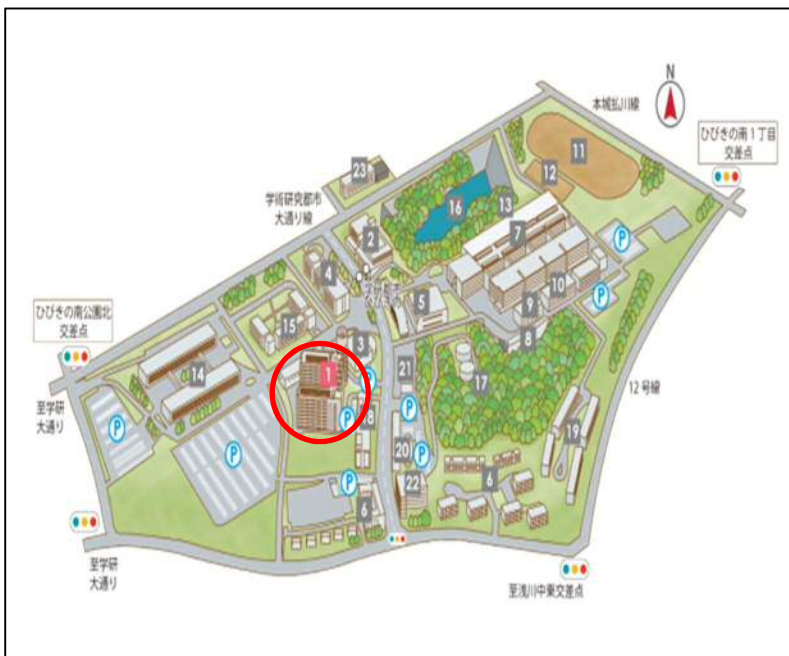 N
本城払川線
ひびきの南1丁目
交差点
11
12
23
学術研究都市
大通り線
16
13
2
7
P
4
5
10
P
9
ひびきの南公園北
交差点
15
3
8
1
21
17
12号線
14
P
至学研
大通り
P
P
P
8
19
P
20
P
P
22
6
6
至学研
大通り
至浅川中東交差点